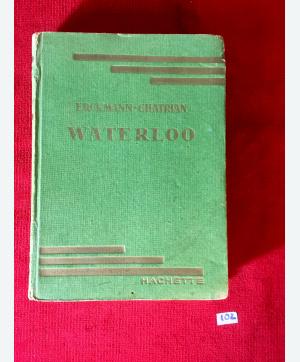 ERCKMANN-CHATRIAN
WATERLOO
HACHETTE
102